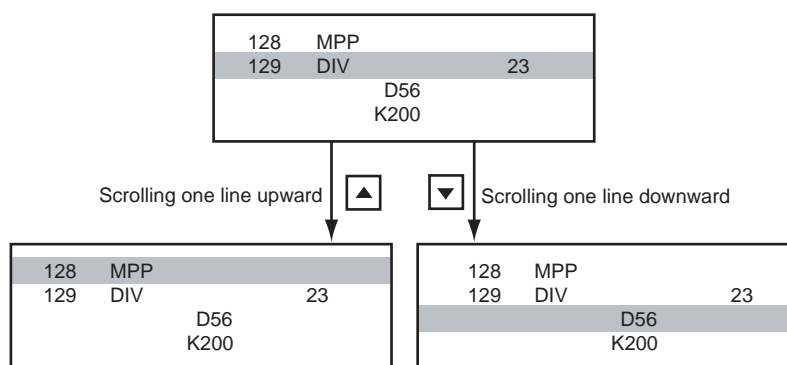 128 MPP
129 DIV 23
D56
K200
Scrolling one line upward
Scrolling one line downward
128 MPP
129 DIV 23
D56
K200
128 MPP
129 DIV 23
D56
K200